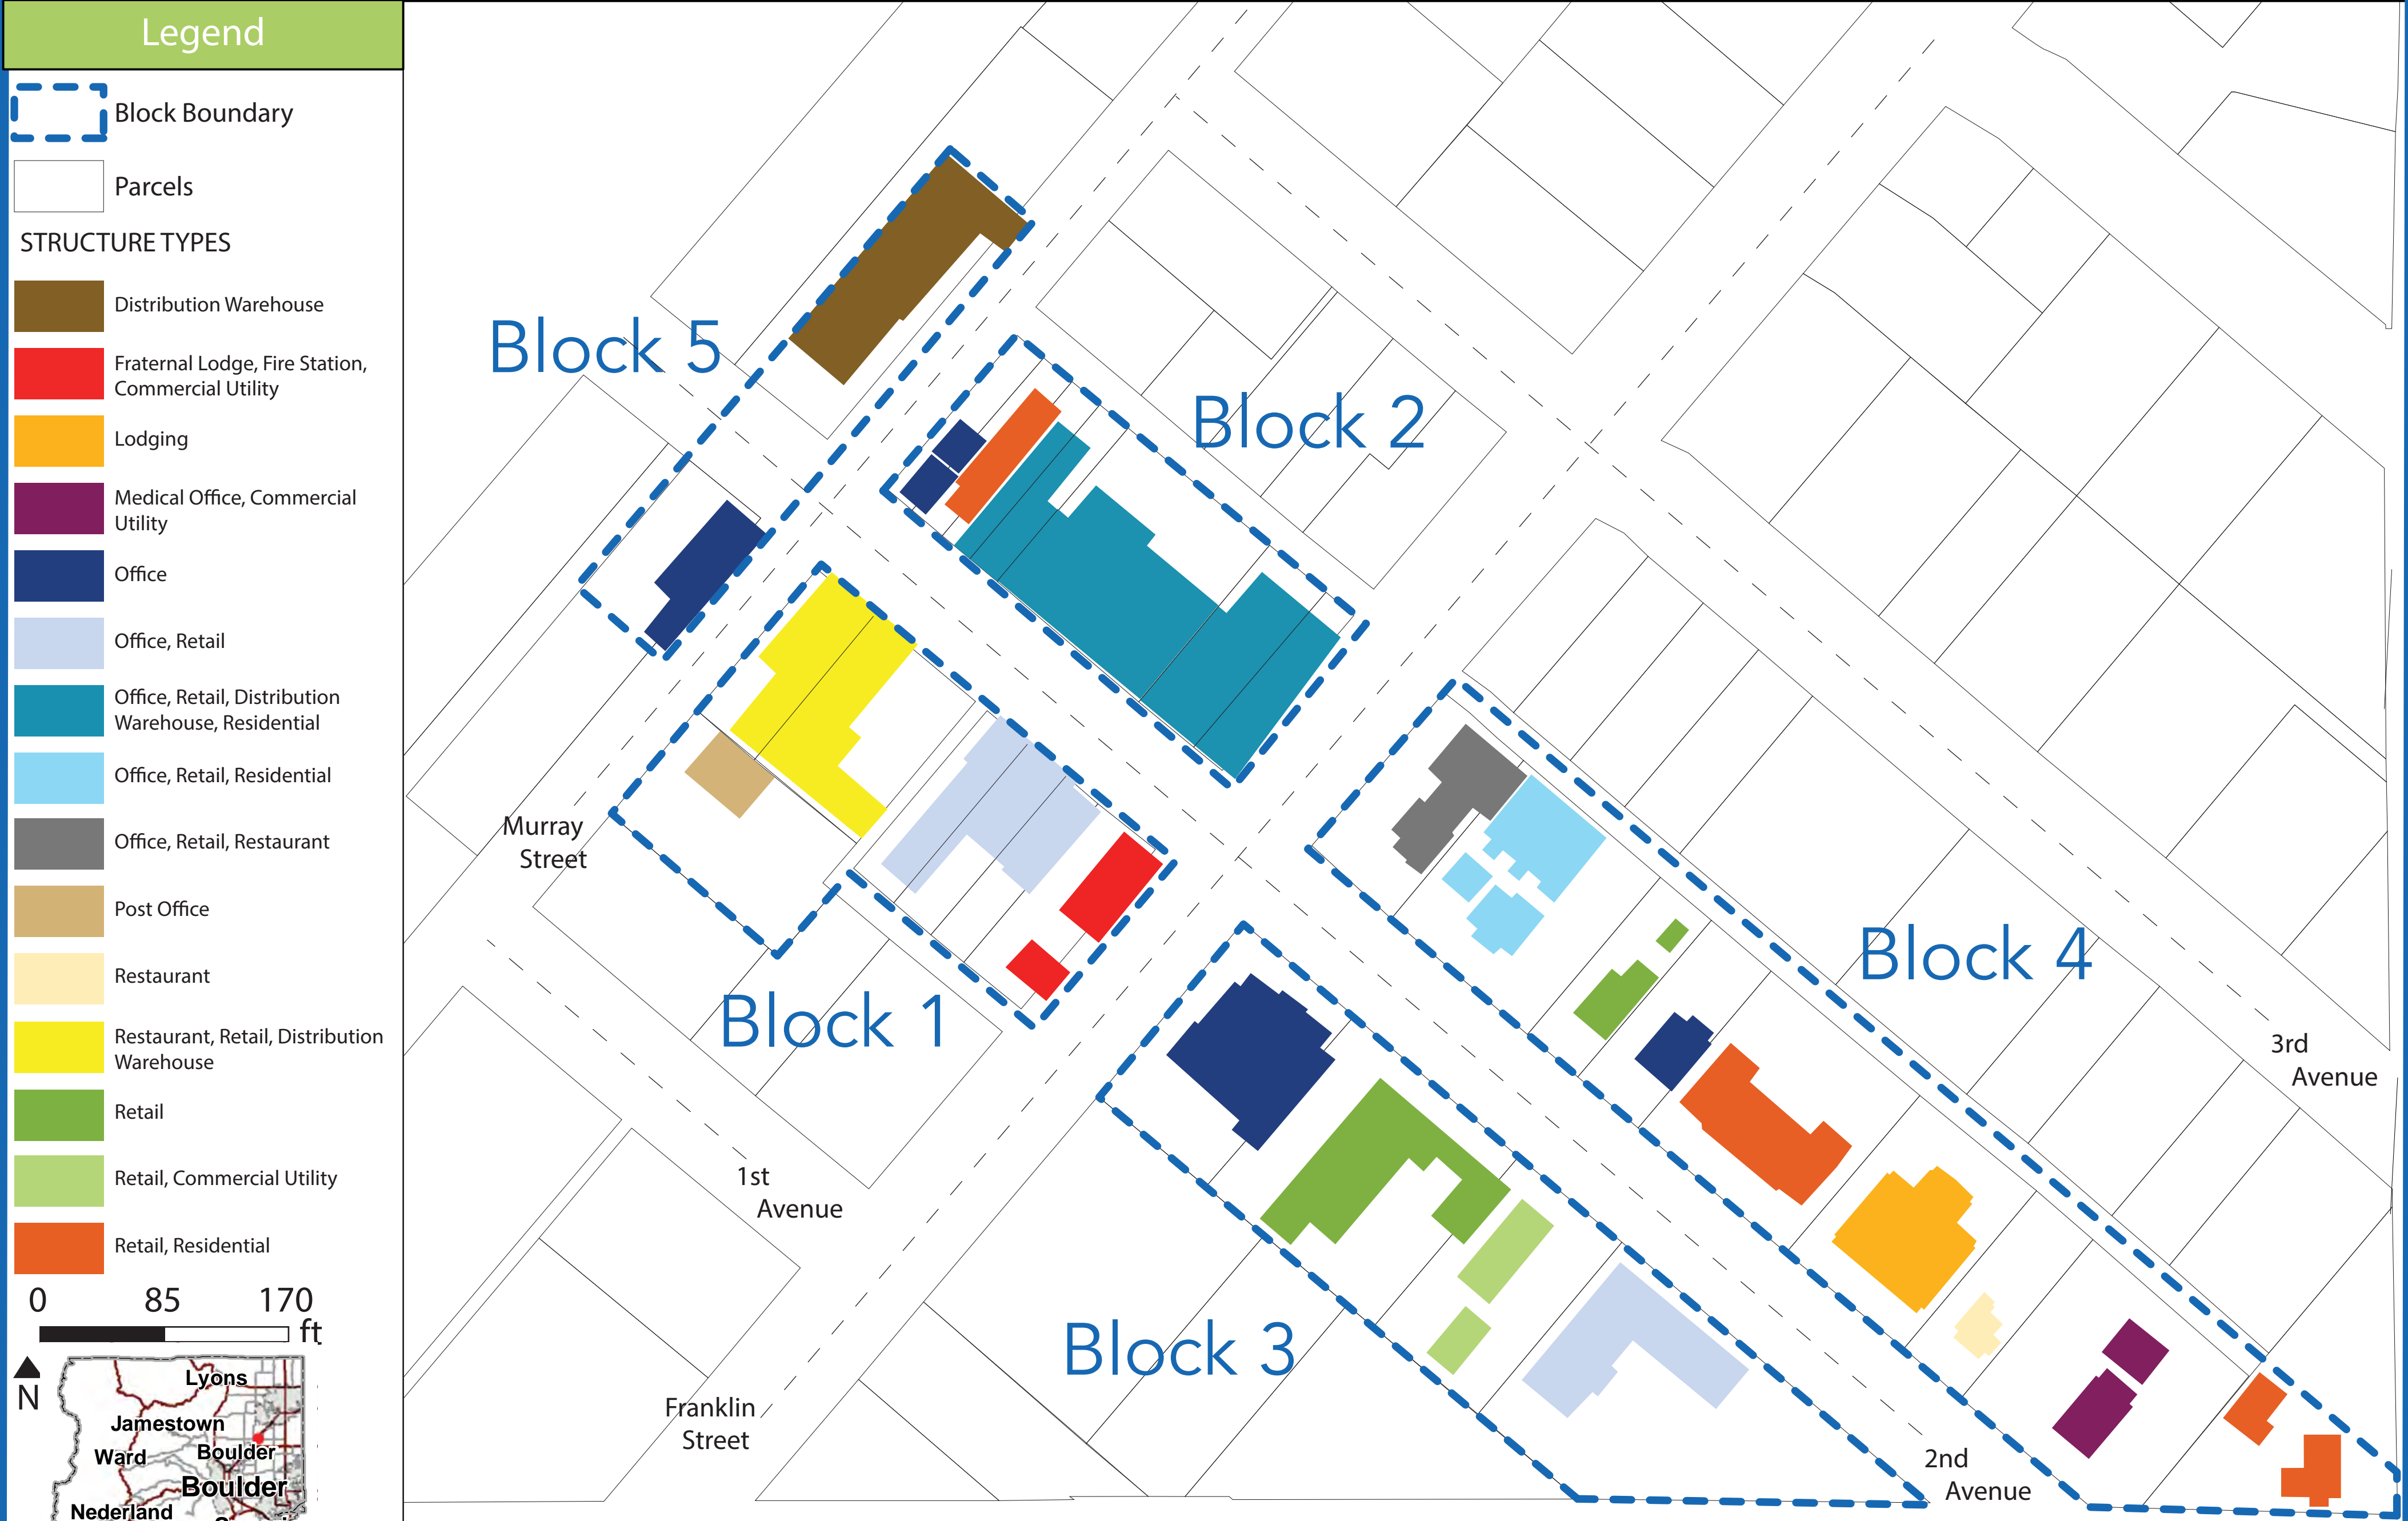 Legend
Block Boundary
Parcels
STRUCTURE TYPES
Distribution Warehouse
Fraternal Lodge, Fire Station,
Commercial Utility
Lodging
Medical Office, Commercial
Utility
Office
Office, Retail
Office, Retail, Distribution
Warehouse, Residential
Office, Retail, Residential
Office, Retail, Restaurant
Post Office
Restaurant
Restaurant, Retail, Distribution
Warehouse
Retail
Retail, Commercial Utility
Retail, Residential
0 85 170
ft
N
Lyons
Jamestown
Ward
Boulder
Boulder
Nederland
Block 5
Block 2
Block 4
Block 1
Block 3
Murray
Street
1st
Avenue
Franklin
Street
2nd
Avenue
3rd
Avenue